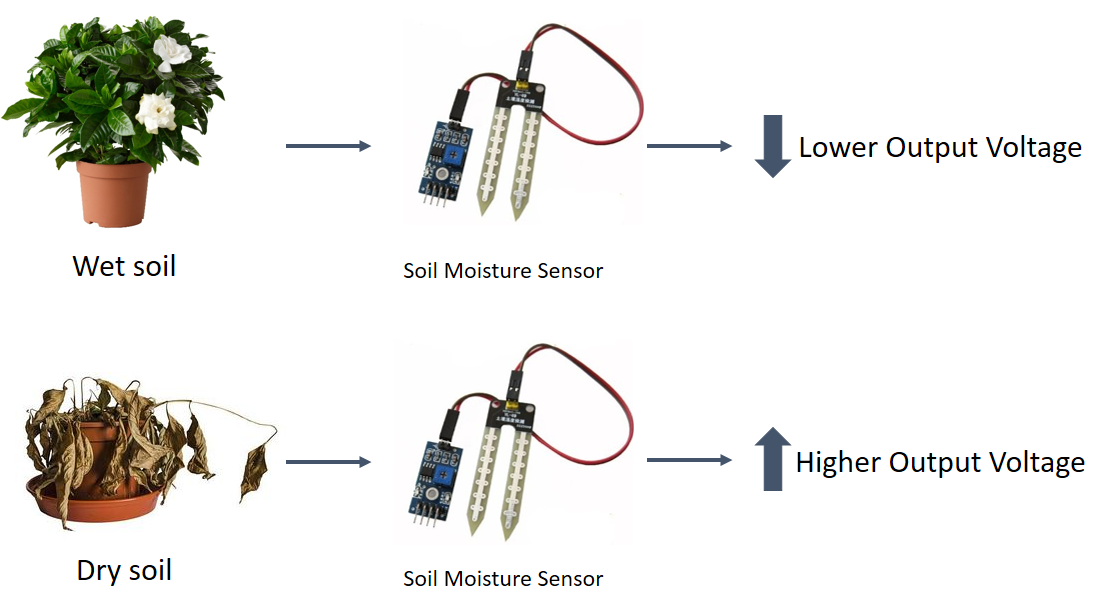 Lower Output Voltage
Wet soil
Soil Moisture Sensor
Higher Output Voltage
Dry soil
Soil Moisture Sensor